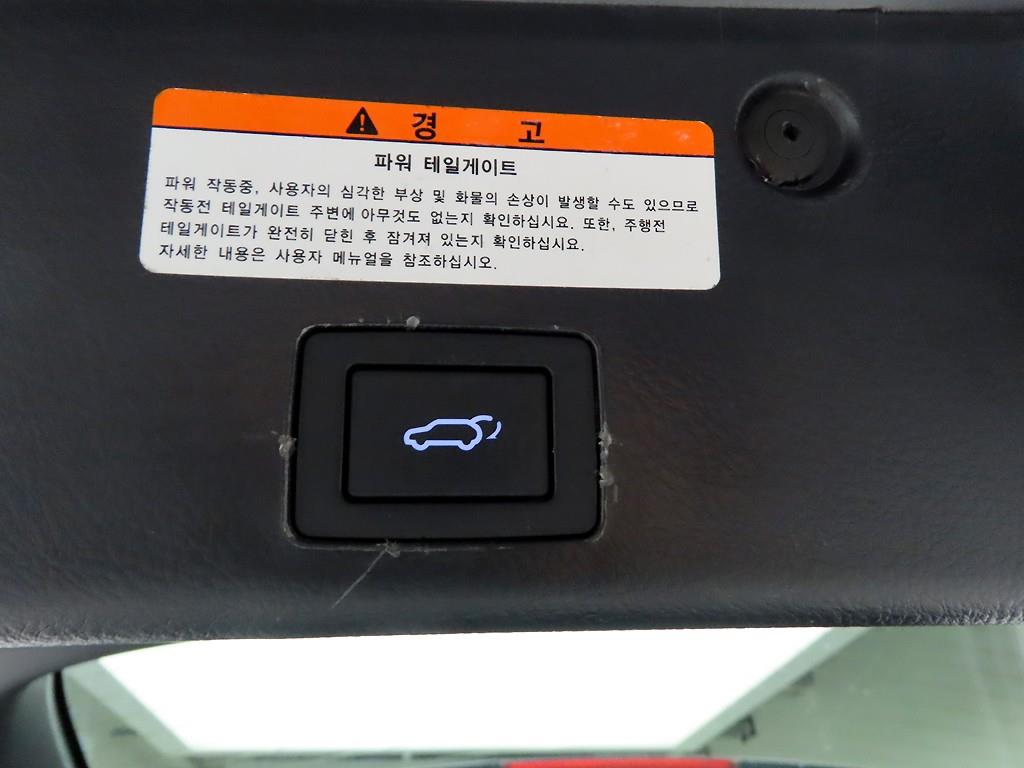 경 고
파워 테일게이트
파워 작동중, 사용자의 심각한 부상 및 화물의 손상이 발생할 수도 있으므로
작동전 테일게이트 주변에 아무것도 없는지 확인하십시요. 또한, 주행전
테일게이트가 완전히 닫힌 후 잠겨져 있는지 확인하십시요.
자세한 내용은 사용자 메뉴얼을 참조하십시오.